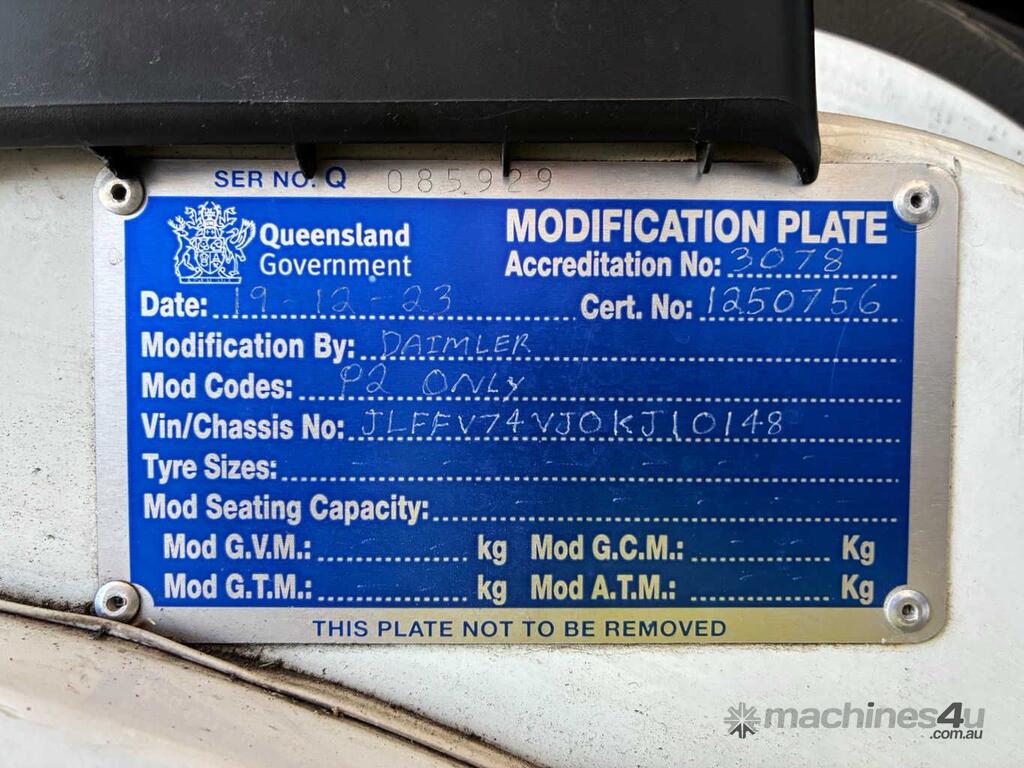 SER NO. Q 085929
Queensland
Government
MODIFICATION PLATE
Accreditation No: 3078
Date: 19-12-23 Cert. No: 1250756
Modification By: DAIMLER
Mod Codes: P2 ONLY
Vin/Chassis No: JLFFV74VJ0KJ10148
Tyre Sizes:
Mod Seating Capacity:
Mod G.V.M.: kg Mod G.C.M.: Kg
Mod G.T.M.: kg Mod A.T.M.: Kg
THIS PLATE NOT TO BE REMOVED
machines4u
.com.au